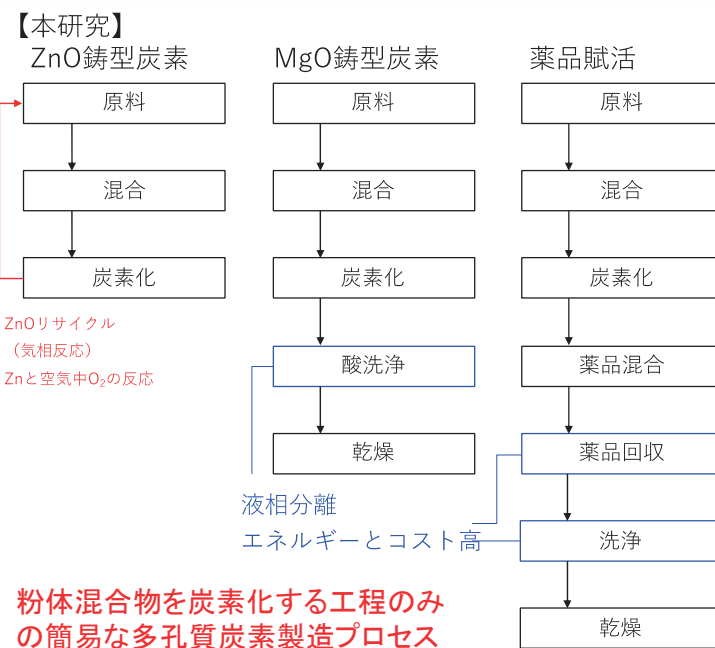 【本研究】
ZnO鋳型炭素
原料
混合
炭素化
ZnOリサイクル
（気相反応）
Znと空気中O₂の反応
MgO鋳型炭素
原料
混合
炭素化
酸洗浄
乾燥
液相分離
エネルギーとコスト高
薬品賦活
原料
混合
炭素化
薬品混合
薬品回収
洗浄
乾燥
粉体混合物を炭素化する工程のみ
の簡易な多孔質炭素製造プロセス